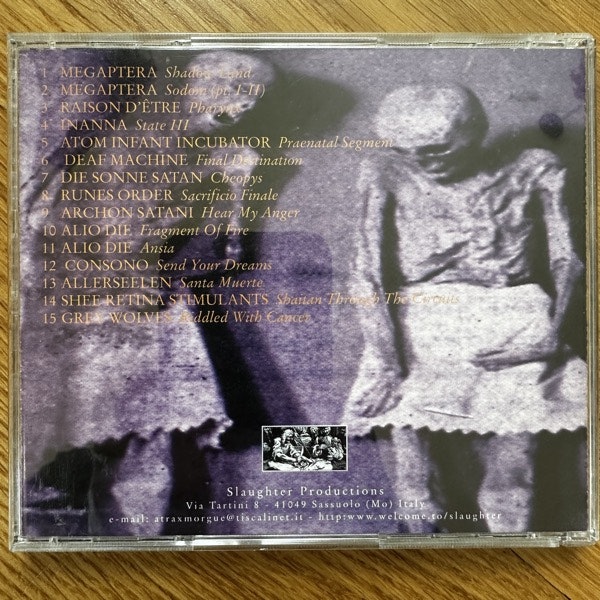 1 MEGAPTERA Shadow Land
2 MEGAPTERA Sodom (pt. I-II)
3 RAISON D'ÊTRE
4 INANNA State III
5 ATOM INFANT INCUBATOR Praenatal Segment
6 DEAF MACHINE Final Destination
7 DIE SONNE SATAN Cheopys
8 RUNES ORDER Sacrificio Finale
9 ARCHON SATANI Hear My Anger
10 ALIO DIE Fragment Of Fire
11 ALIO DIE Ansia
12 CONSONO Send Your Dreams
13 ALLERSEELEN Santa Muerte
14 SHEE RETINA STIMULANTS Through The Circuits
15 GREY WOLVES Riddled With Cancer
Slaughter Productions
Via Tartini 8 - 41049 Sassuolo (Mo) Italy
e-mail: atraxmorgue@tiscalinet.it - http:www.welcome.to/slaughter